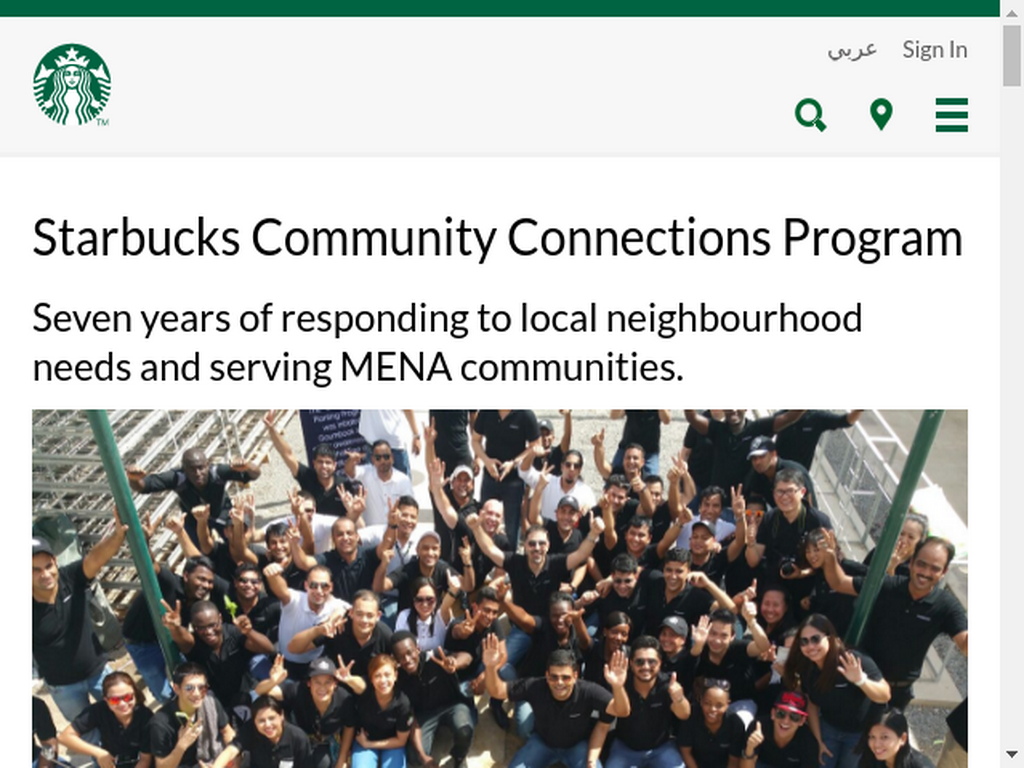 عربي Sign In
TM
Starbucks Community Connections Program
Seven years of responding to local neighbourhood
needs and serving MENA communities.